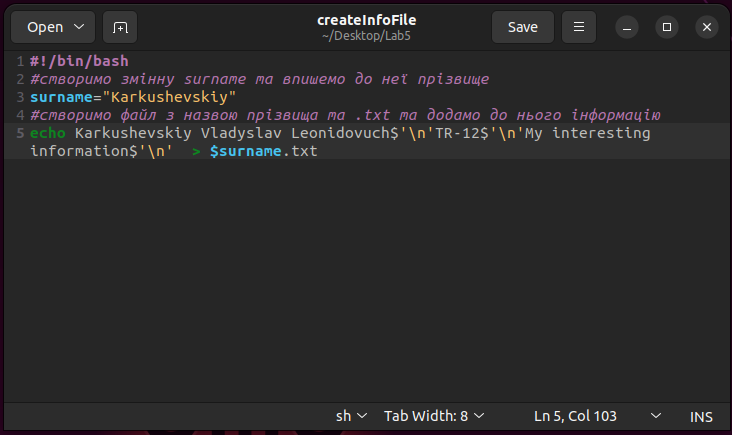 Open
createInfoFile
~/Desktop/Lab5
Save
1 #!/bin/bash
2 #створимо змінну surname та впишемо до неї прізвище
3 surname="Karkushevskiy"
4 #створимо файл з назвою прізвища та .txt та додамо до нього інформацію
5 echo Karkushevskiy Vladyslav Leonidovuch$'\n'TR-12$'\n'My interesting
information$'\n'  > $surname.txt
sh Tab Width: 8 Ln 5, Col 103 INS